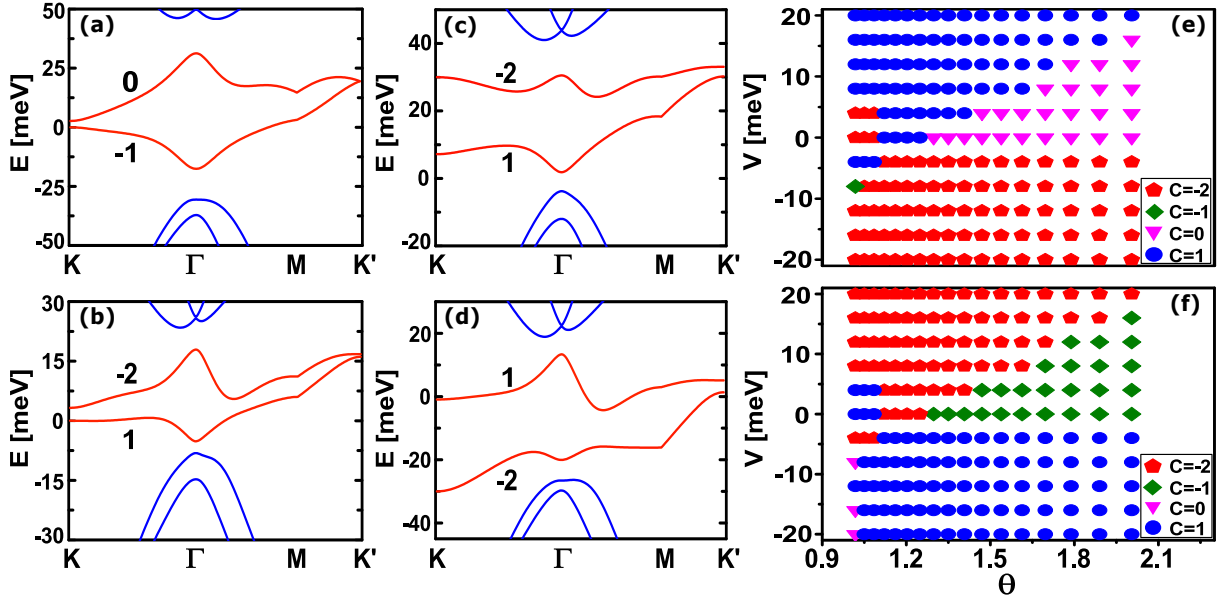 (a)
E [meV]
50
25
0
-25
-50
0
-1
K Γ M K'
(c)
E [meV]
40
20
0
-20
-2
1
K Γ M K'
(e)
V [meV]
20
10
0
-10
-20
C=-2
C=-1
C=0
C=1
(b)
E [meV]
30
15
0
-15
-30
-2
1
K Γ M K'
(d)
E [meV]
20
0
-20
-40
1
-2
K Γ M K'
(f)
V [meV]
20
10
0
-10
-20
C=-2
C=-1
C=0
C=1
0.9 1.2 1.5 1.8 2.1
θ